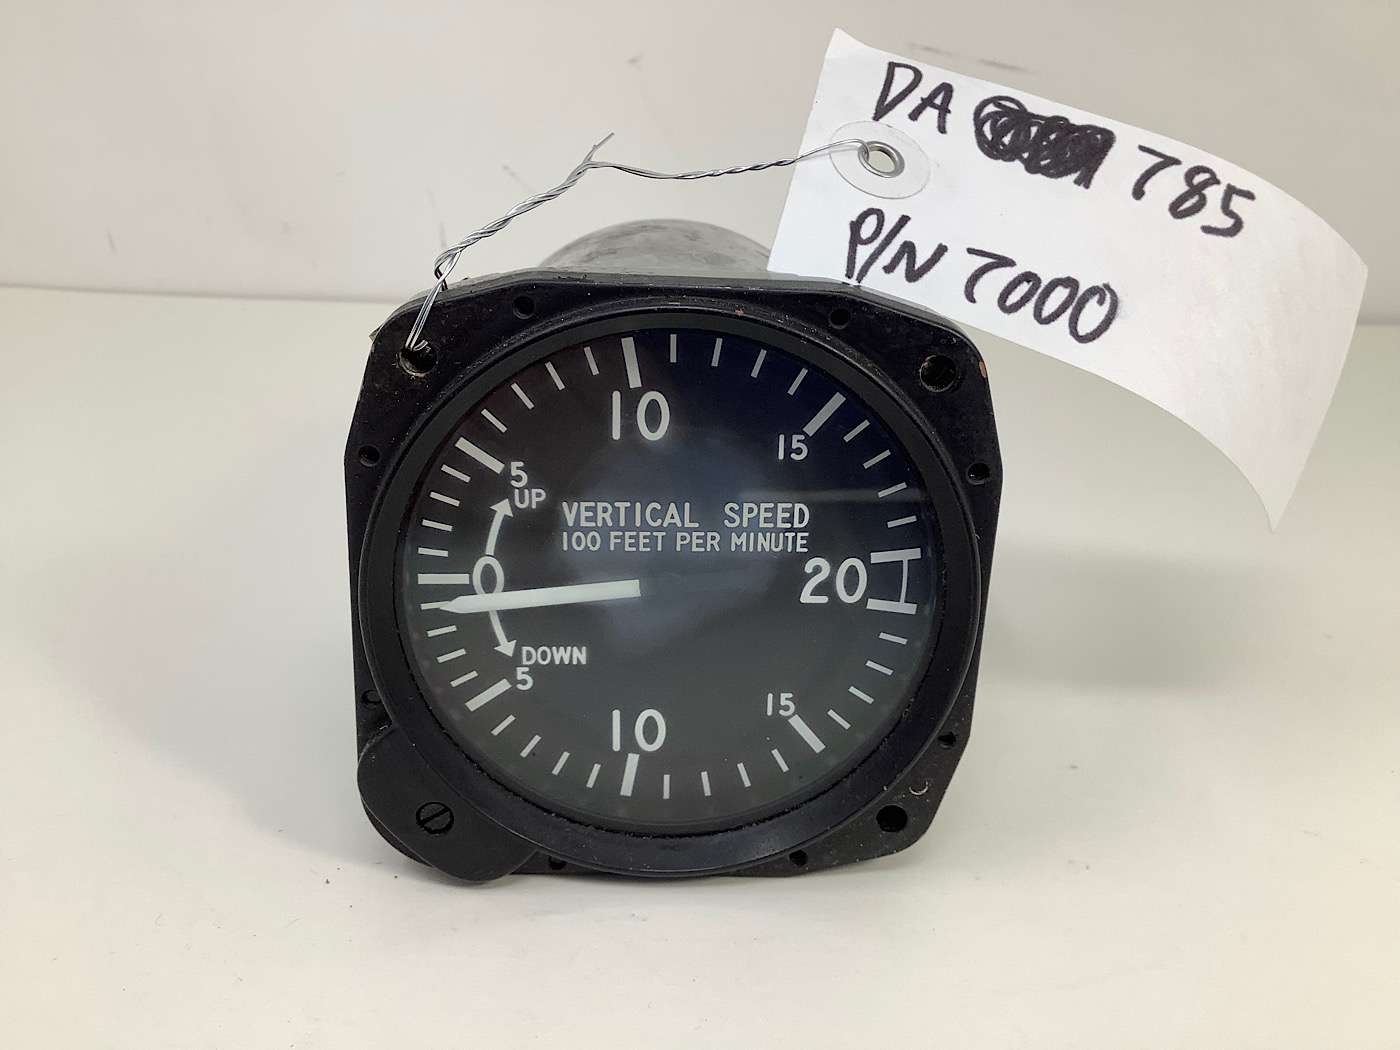 DA 785
P/N 7000
10
15
5
UP
VERTICAL SPEED
100 FEET PER MINUTE
0
20
DOWN
5
15
10